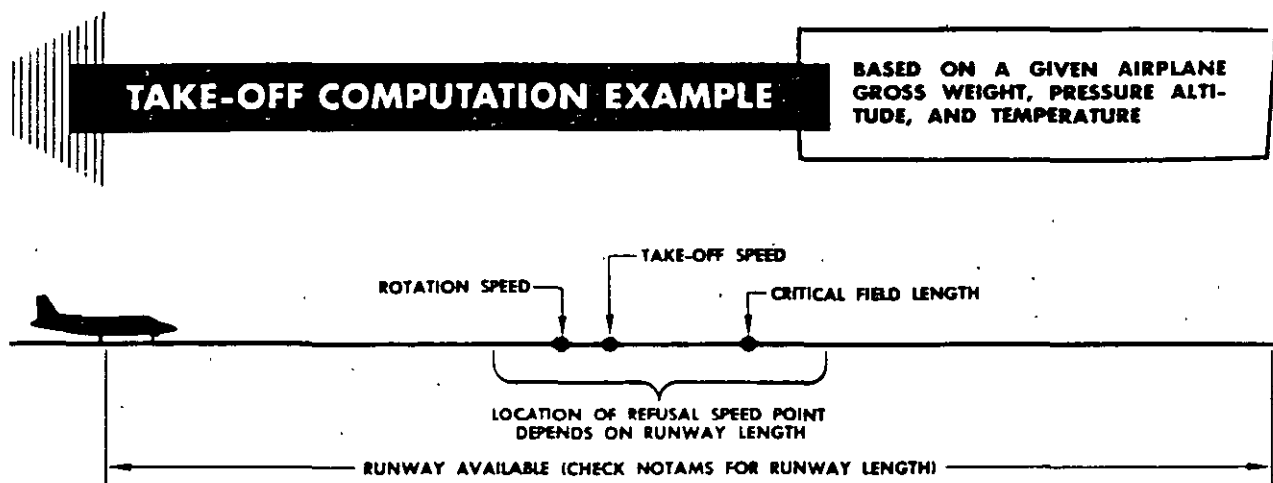 TAKE-OFF COMPUTATION EXAMPLE
BASED ON A GIVEN AIRPLANE
GROSS WEIGHT, PRESSURE ALTI-
TUDE, AND TEMPERATURE
TAKE-OFF SPEED
ROTATION SPEED
CRITICAL FIELD LENGTH
LOCATION OF REFUSAL SPEED POINT
DEPENDS ON RUNWAY LENGTH
RUNWAY AVAILABLE (CHECK NOTAMS FOR RUNWAY LENGTH)